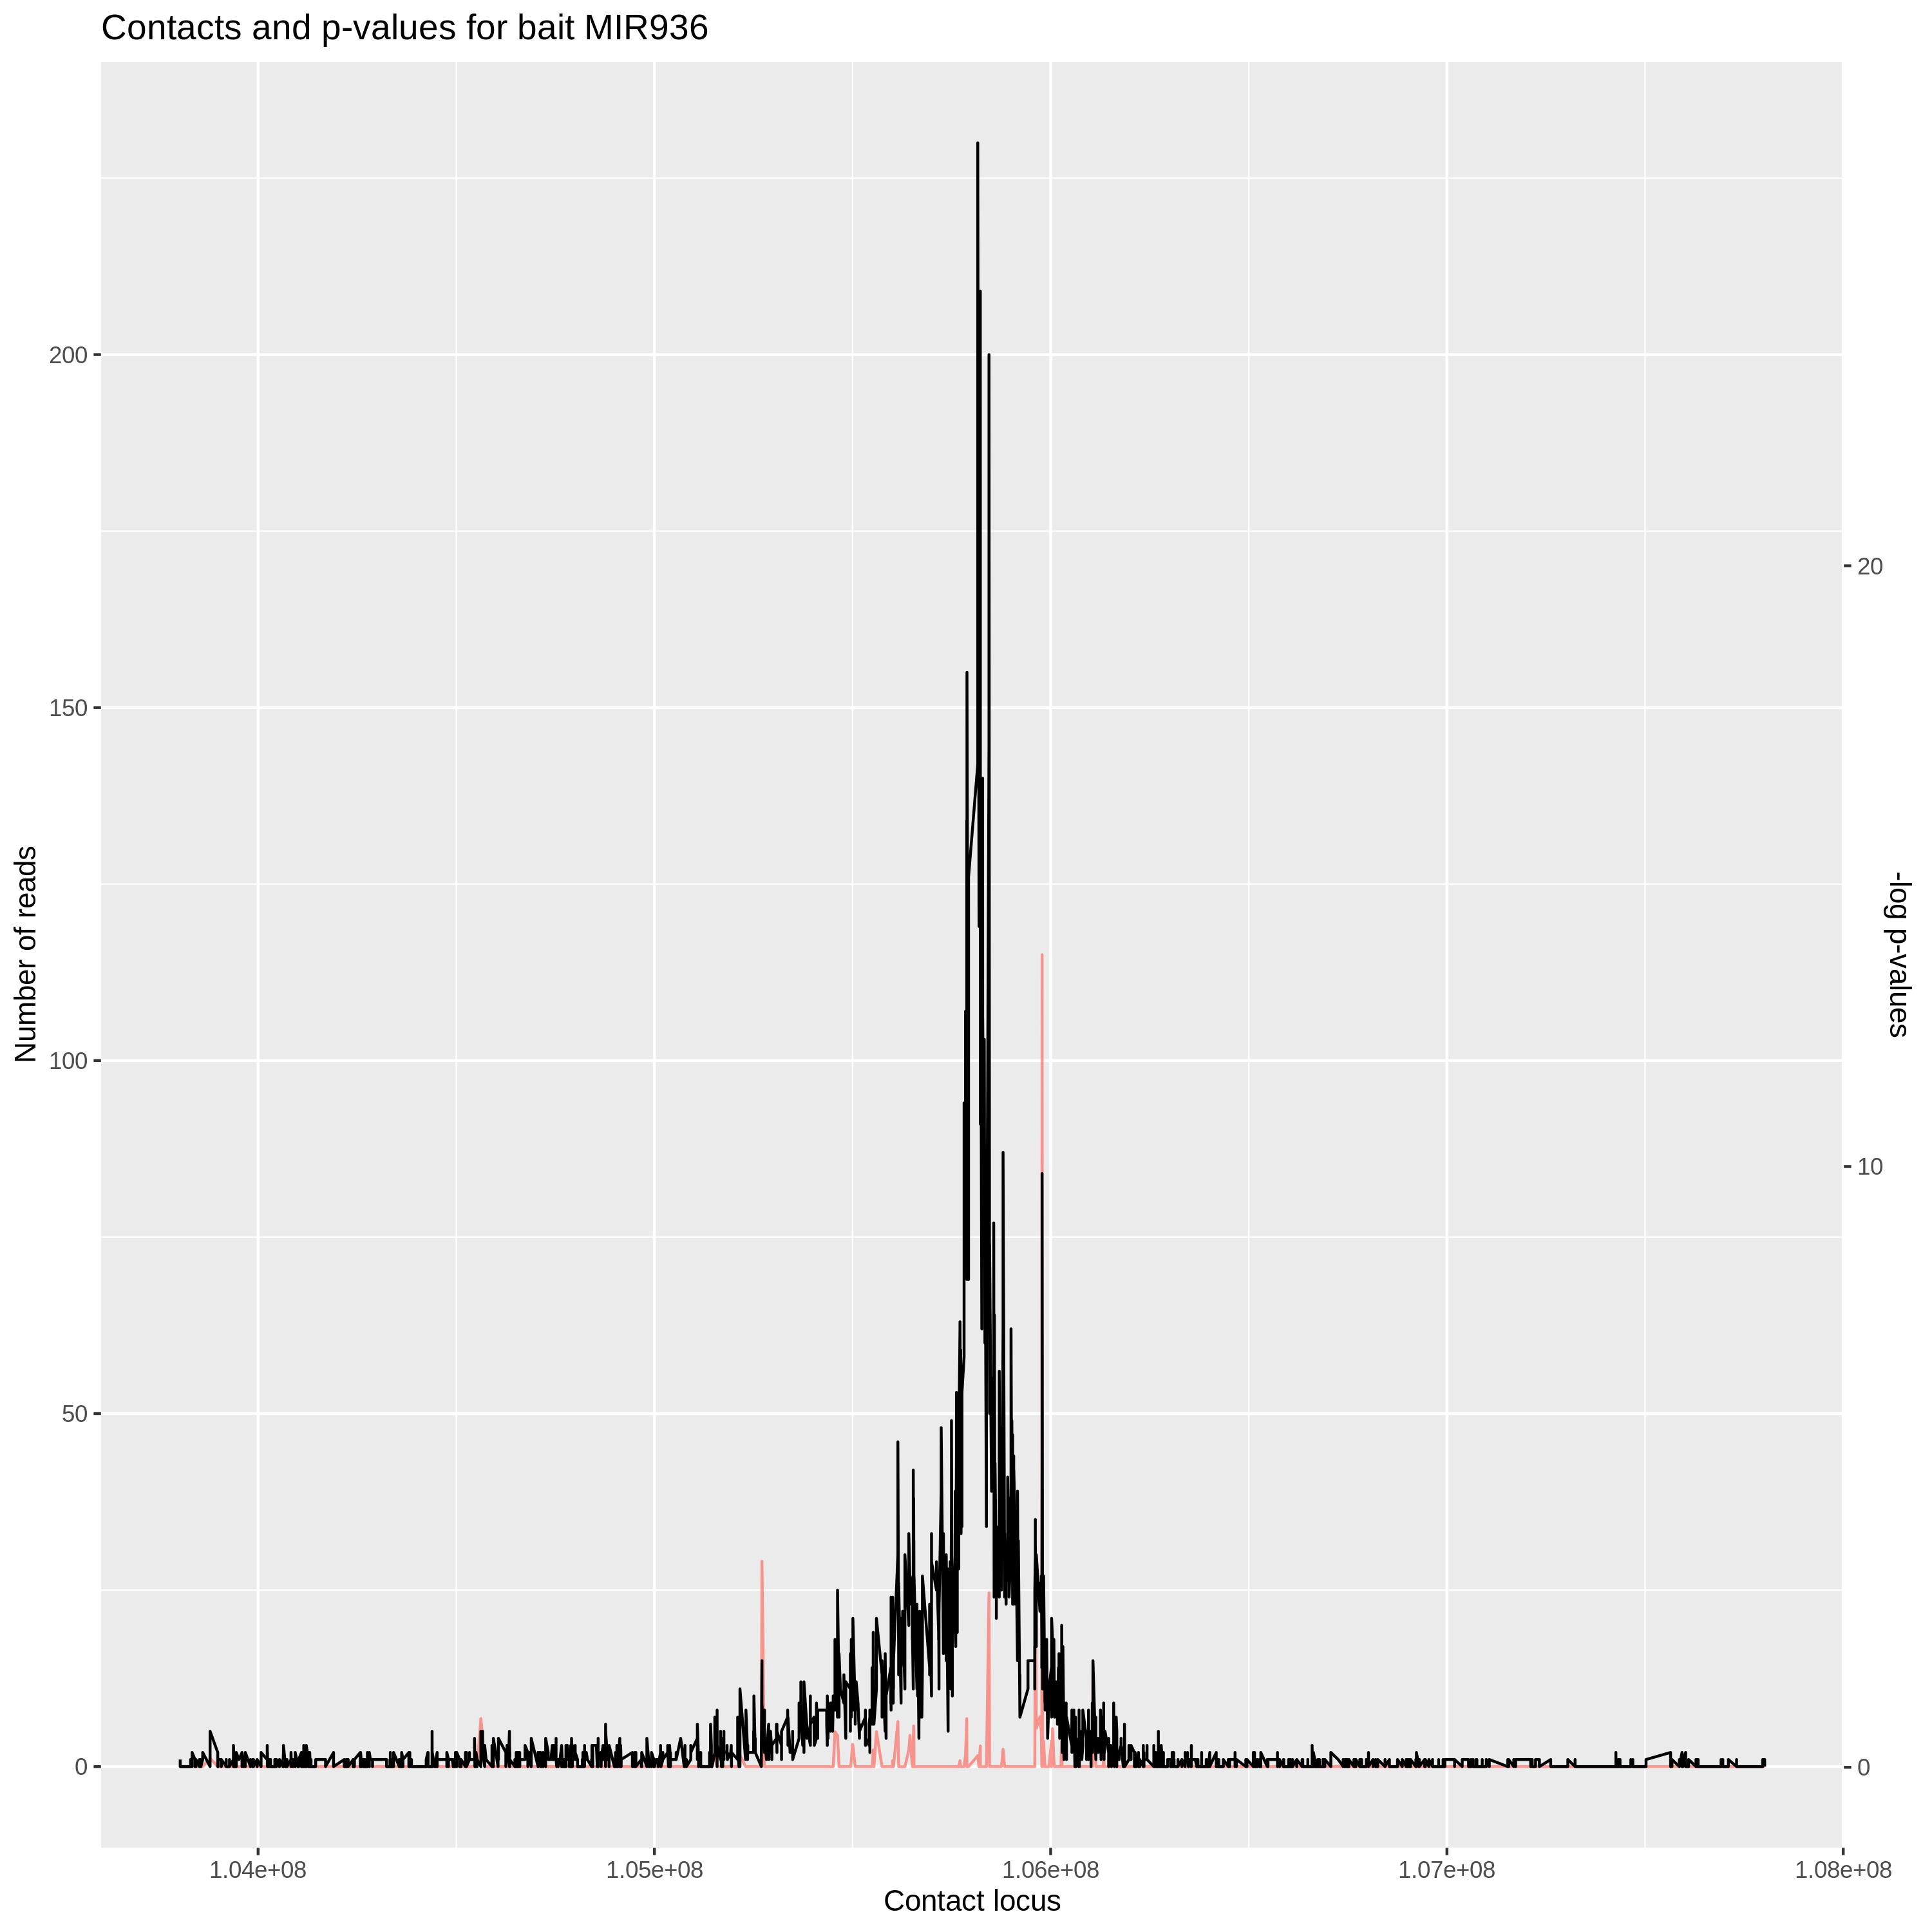 Contacts and p-values for bait MIR936
Number of reads
200
150
100
50
0
20
10
0
-log p-values
1.04e+08 1.05e+08 1.06e+08 1.07e+08 1.08e+08
Contact locus